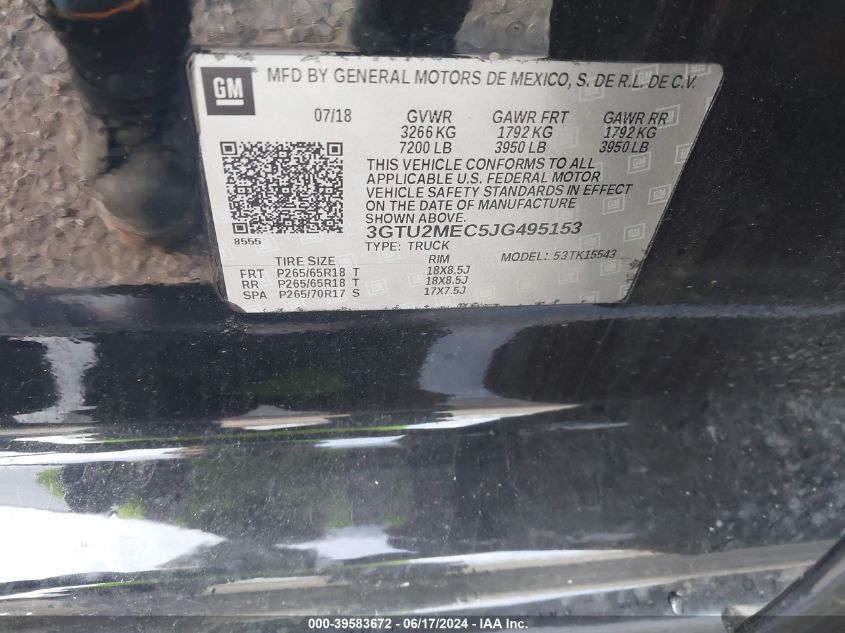 GM
MFD BY GENERAL MOTORS DE MEXICO, S. DE R.L. DE C.V.
07/18 GVWR GAWR FRT GAWR RR
3266 KG 1792 KG 1792 KG
7200 LB 3950 LB 3950 LB
THIS VEHICLE CONFORMS TO ALL
APPLICABLE U.S. FEDERAL MOTOR
VEHICLE SAFETY STANDARDS IN EFFECT
ON THE DATE OF MANUFACTURE
SHOWN ABOVE.
3GTU2MEC5JG495153
8555
TYPE: TRUCK MODEL: 53TK15543
TIRE SIZE RIM
FRT P265/65R18 T 18X8.5J
RR P265/65R18 T 18X8.5J
SPA P265/70R17 S 17X7.5J
000-39583672 - 06/17/2024 - IAA Inc.